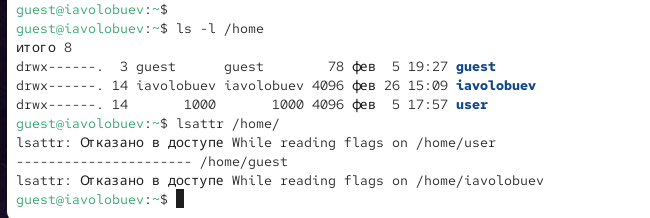 guest@iavolobuev:~$
guest@iavolobuev:~$ ls -l /home
итого 8
drwx------.  3 guest      guest        78 фев  5 19:27 guest
drwx------. 14 iavolobuev iavolobuev 4096 фев 26 15:09 iavolobuev
drwx------. 14       1000       1000 4096 фев  5 17:57 user
guest@iavolobuev:~$ lsattr /home/
lsattr: Отказано в доступе While reading flags on /home/user
---------------------- /home/guest
lsattr: Отказано в доступе While reading flags on /home/iavolobuev
guest@iavolobuev:~$